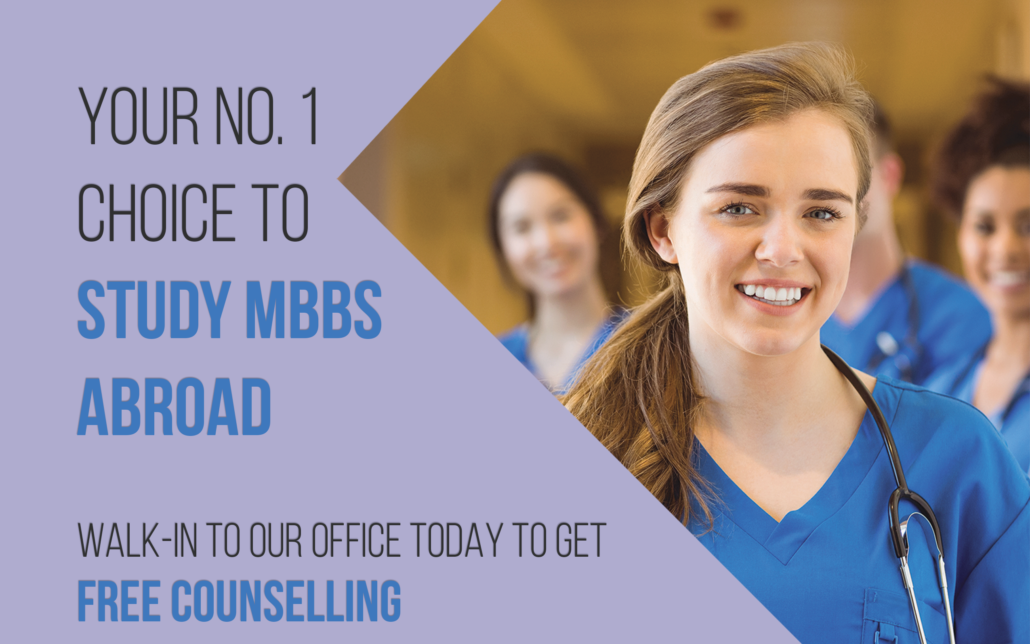 YOUR NO. 1
CHOICE TO
STUDY MBBS
ABROAD
WALK-IN TO OUR OFFICE TODAY TO GET
FREE COUNSELLING